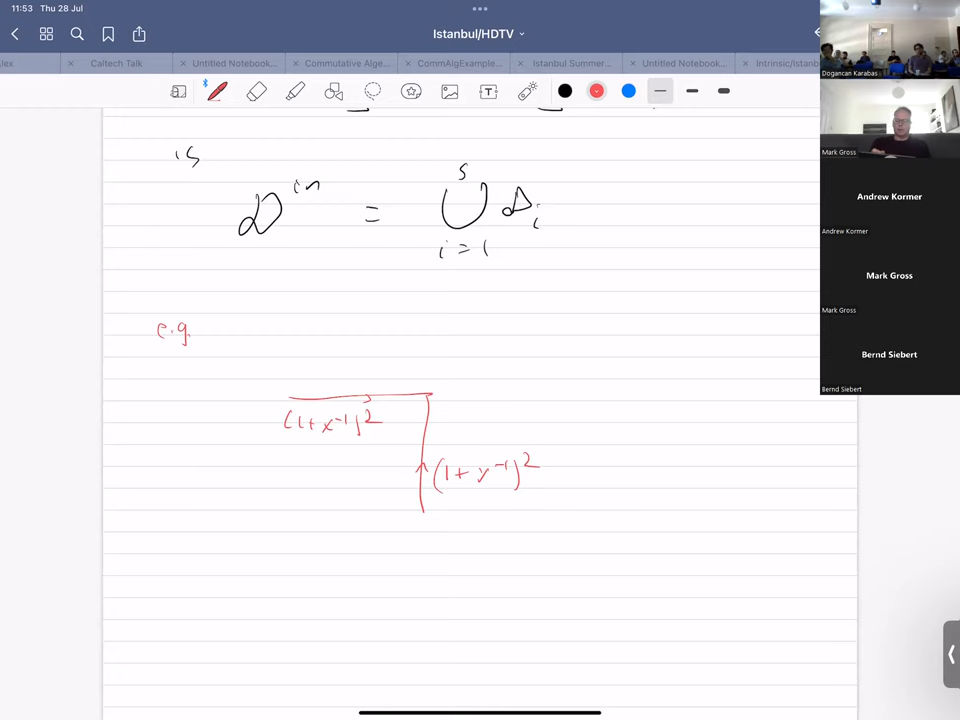 11:53 Thu 28 Jul
Istanbul/HDTV
lex
Caltech Talk
Untitled Notebook...
Commutative Alge...
CommAlgExample...
Istanbul Summer...
Untitled Notebook...
Intrinsic/Istanb
Dogancan Karabas
Mark Gross
Andrew Kormer
Andrew Kormer
Mark Gross
Mark Gross
Bernd Siebert
Bernd Siebert
is
D^{in} = ∪_{i=1}^{s} D_i
e.g.
(1+x^{-1})^2
(1+y^{-1})^2